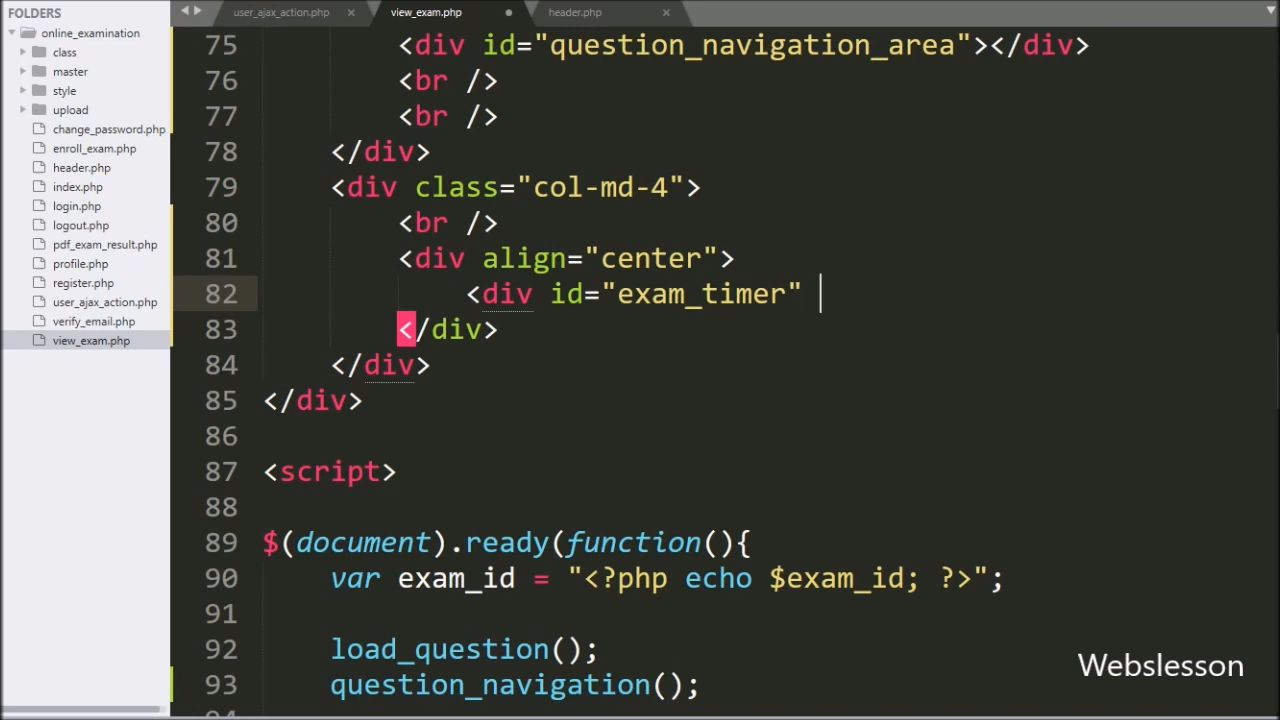 FOLDERS
online_examination
class
master
style
upload
change_password.php
enroll_exam.php
header.php
index.php
login.php
logout.php
pdf_exam_result.php
profile.php
register.php
user_ajax_action.php
verify_email.php
view_exam.php
user_ajax_action.php × view_exam.php header.php ×
75 <div id="question_navigation_area"></div>
76 <br />
77 <br />
78 </div>
79 <div class="col-md-4">
80 <br />
81 <div align="center">
82 <div id="exam_timer"
83 </div>
84 </div>
85 </div>
86
87 <script>
88
89 $(document).ready(function(){
90 var exam_id = "<?php echo $exam_id; ?>";
91
92 load_question();
93 question_navigation();
Webslesson